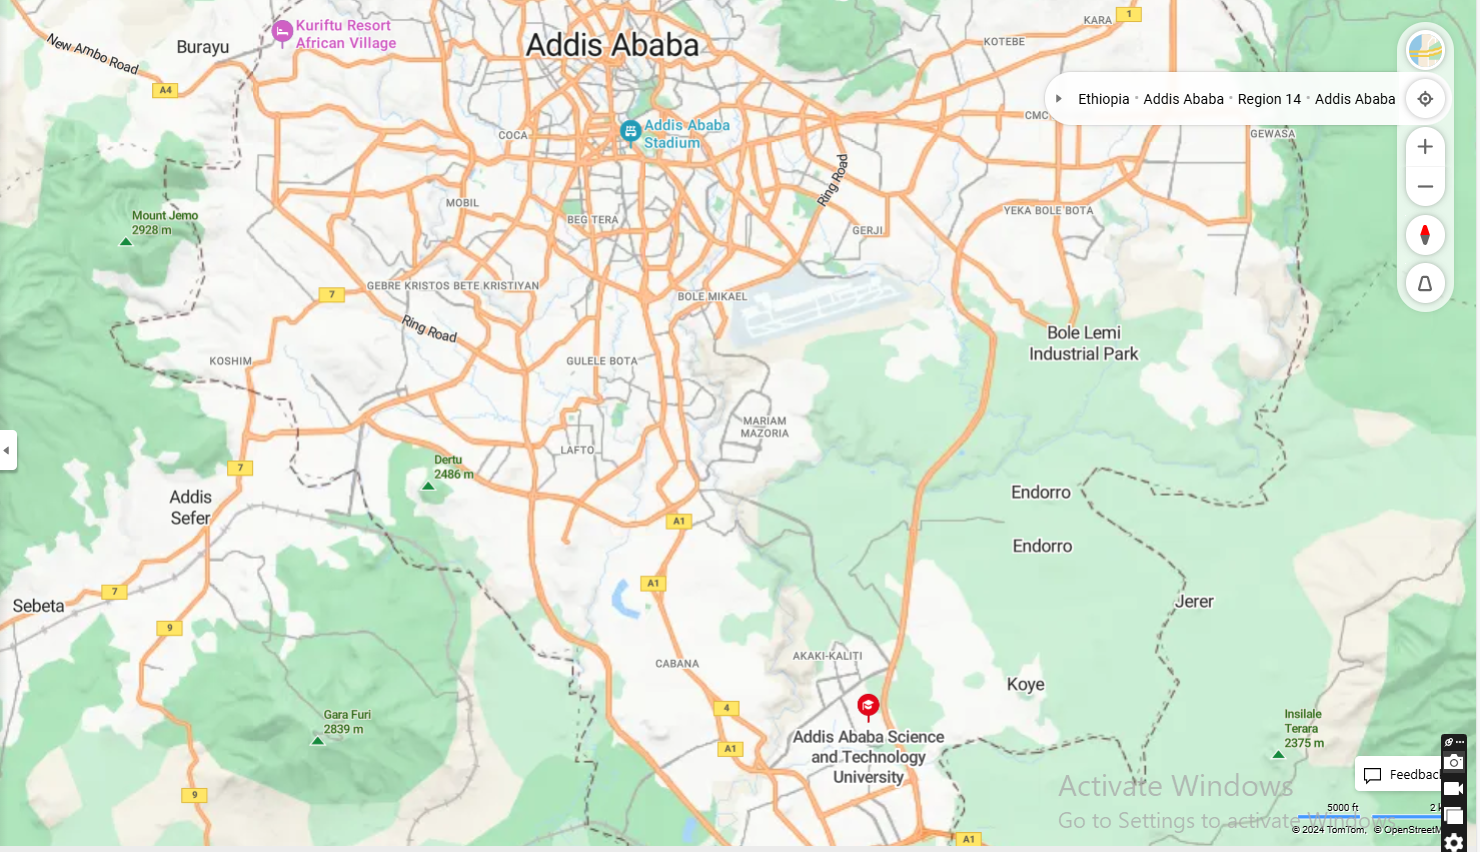 Kuriftu Resort
African Village
New Ambo Road
Burayu
Addis Ababa
KARA
1
KOTEBE
A4
Ethiopia • Addis Ababa • Region 14 • Addis Ababa
CMC
COCA
Addis Ababa
Stadium
GEWASA
Ring Road
Mount Jemo
2928 m
MOBIL
BEG TERA
GERJI
YEKA BOLE BOTA
7
GEBRE KRISTOS BETE KRISTIYAN
BOLE MIKAEL
Ring Road
Bole Lemi
Industrial Park
KOSHIM
GULELE BOTA
MARIAM
MAZORIA
LAFTO
Dertu
2486 m
7
Addis
Sefer
Endorro
A1
Endorro
A1
7
Sebeta
Jerer
9
CABANA
AKAKI-KALITI
Koye
4
Gara Furi
2839 m
A1
Addis Ababa Science
and Technology
University
Insilale
Terara
2375 m
Feedback
Activate Windows
9
5000 ft
2
Go to Settings to activate Windows.
© 2024 TomTom, © OpenStreetM
A1